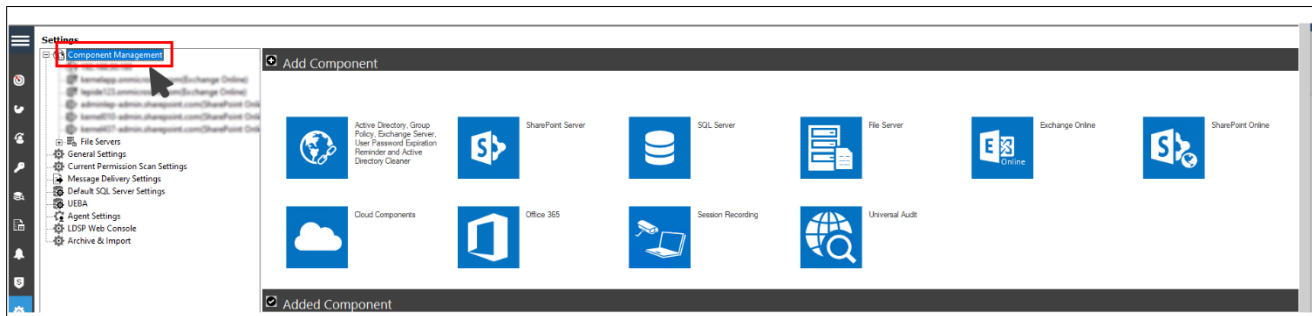 Settings
Component Management
File Servers
General Settings
Current Permission Scan Settings
Message Delivery Settings
Default SQL Server Settings
UEBA
Agent Settings
LDSP Web Console
Archive & Import
Add Component
Active Directory, Group
Policy, Exchange Server,
User Password Expiration
Reminder and Active
Directory Cleaner
SharePoint Server
SQL Server
File Server
Exchange Online
SharePoint Online
E
Online
S
S
Cloud Components
Office 365
Session Recording
Universal Audit
Added Component